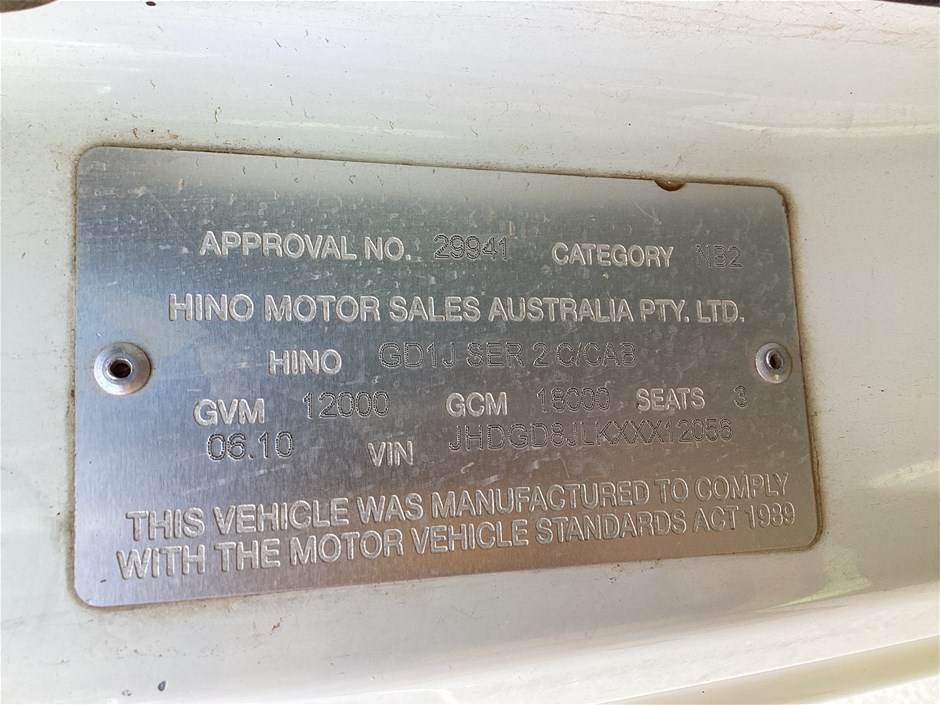 APPROVAL NO. 29941 CATEGORY NB2
HINO MOTOR SALES AUSTRALIA PTY. LTD.
HINO GD1J SER 2 C/CAB
GVM 12000 GCM 18000 SEATS 3
06.10 VIN JHDGD8JLKXXX12056
THIS VEHICLE WAS MANUFACTURED TO COMPLY
WITH THE MOTOR VEHICLE STANDARDS ACT 1989